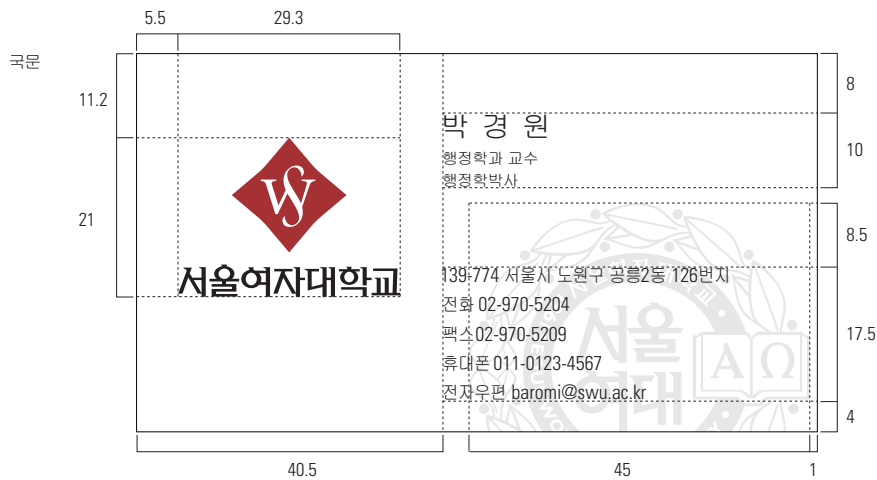 5.5 29.3
국문
11.2
21
서울여자대학교
박 경 원
행정학과 교수
행정학박사
139-774 서울시 노원구 공릉2동 126번지
전화 02-970-5204
팩스02-970-5209
휴대폰 011-0123-4567
전자우편 baromi@swu.ac.kr
서울
여대
A Ω
8
10
8.5
17.5
4
40.5 45 1